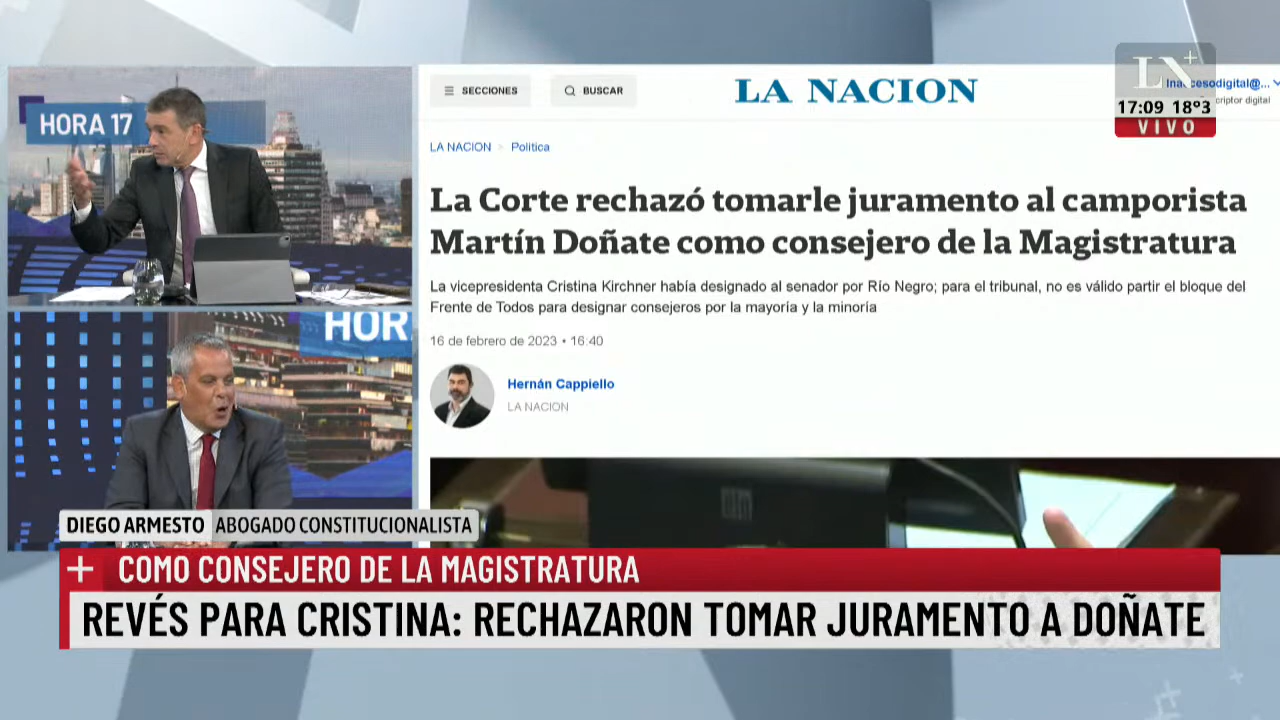 LN+
17:09 18°3
VIVO
HORA 17
SECCIONES
BUSCAR
LA NACION
criptor digital
LA NACION > Politica
La Corte rechazó tomarle juramento al camporista
Martín Doñate como consejero de la Magistratura
La vicepresidenta Cristina Kirchner había designado al senador por Río Negro; para el tribunal, no es válido partir el bloque del
Frente de Todos para designar consejeros por la mayoría y la minoría
16 de febrero de 2023 • 16:40
Hernán Cappiello
LA NACION
HOR
DIEGO ARMESTO ABOGADO CONSTITUCIONALISTA
COMO CONSEJERO DE LA MAGISTRATURA
REVÉS PARA CRISTINA: RECHAZARON TOMAR JURAMENTO A DOÑATE